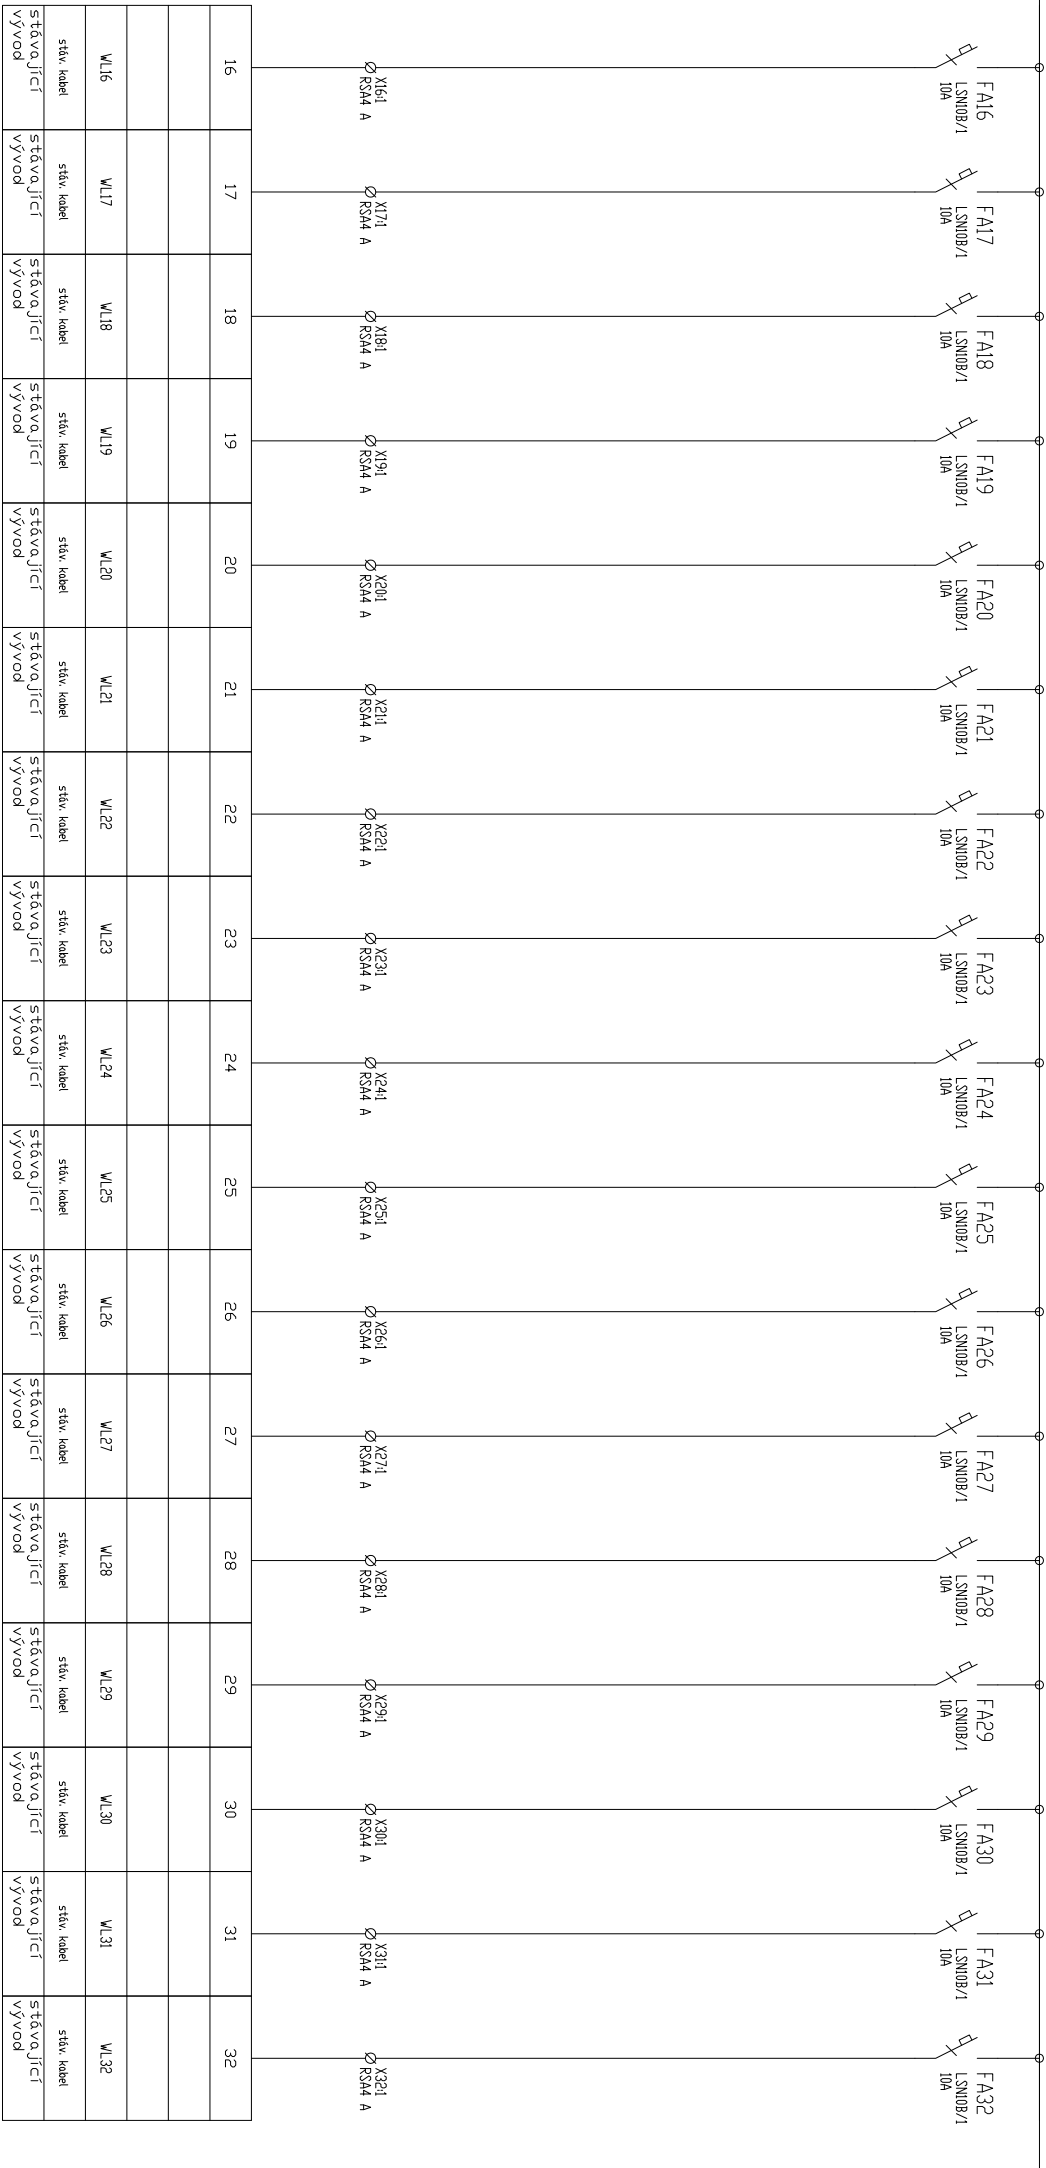 FA16
LSN10B/1
10A
X16:1
RSA4 A
16
WL16
stáv. kabel
stávající
vývod
FA17
LSN10B/1
10A
X17:1
RSA4 A
17
WL17
stáv. kabel
stávající
vývod
FA18
LSN10B/1
10A
X18:1
RSA4 A
18
WL18
stáv. kabel
stávající
vývod
FA19
LSN10B/1
10A
X19:1
RSA4 A
19
WL19
stáv. kabel
stávající
vývod
FA20
LSN10B/1
10A
X20:1
RSA4 A
20
WL20
stáv. kabel
stávající
vývod
FA21
LSN10B/1
10A
X21:1
RSA4 A
21
WL21
stáv. kabel
stávající
vývod
FA22
LSN10B/1
10A
X22:1
RSA4 A
22
WL22
stáv. kabel
stávající
vývod
FA23
LSN10B/1
10A
X23:1
RSA4 A
23
WL23
stáv. kabel
stávající
vývod
FA24
LSN10B/1
10A
X24:1
RSA4 A
24
WL24
stáv. kabel
stávající
vývod
FA25
LSN10B/1
10A
X25:1
RSA4 A
25
WL25
stáv. kabel
stávající
vývod
FA26
LSN10B/1
10A
X26:1
RSA4 A
26
WL26
stáv. kabel
stávající
vývod
FA27
LSN10B/1
10A
X27:1
RSA4 A
27
WL27
stáv. kabel
stávající
vývod
FA28
LSN10B/1
10A
X28:1
RSA4 A
28
WL28
stáv. kabel
stávající
vývod
FA29
LSN10B/1
10A
X29:1
RSA4 A
29
WL29
stáv. kabel
stávající
vývod
FA30
LSN10B/1
10A
X30:1
RSA4 A
30
WL30
stáv. kabel
stávající
vývod
FA31
LSN10B/1
10A
X31:1
RSA4 A
31
WL31
stáv. kabel
stávající
vývod
FA32
LSN10B/1
10A
X32:1
RSA4 A
32
WL32
stáv. kabel
stávající
vývod